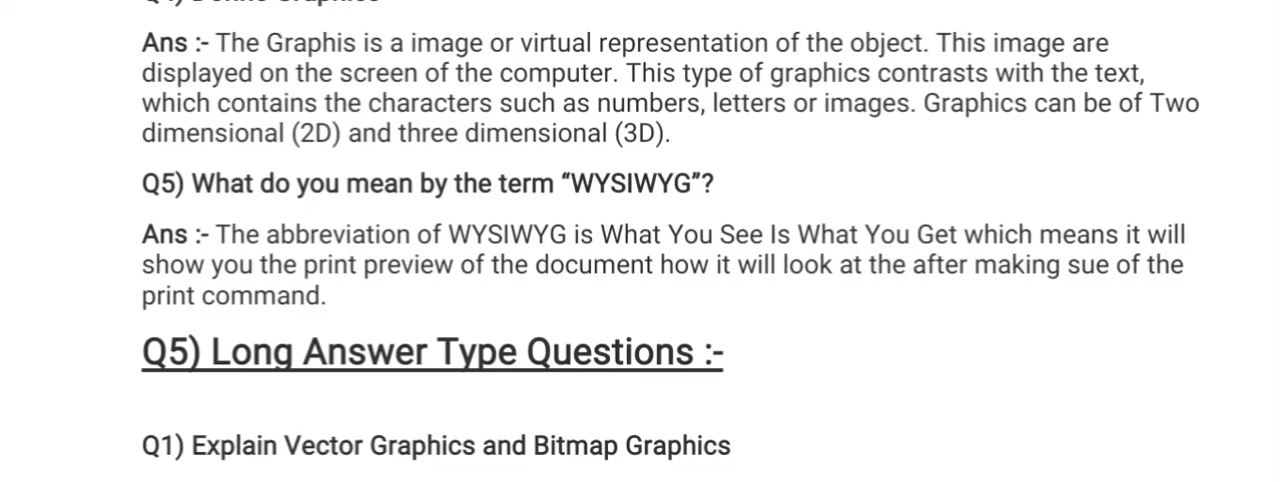 Ans :- The Graphis is a image or virtual representation of the object. This image are
displayed on the screen of the computer. This type of graphics contrasts with the text,
which contains the characters such as numbers, letters or images. Graphics can be of Two
dimensional (2D) and three dimensional (3D).
Q5) What do you mean by the term “WYSIWYG”?
Ans :- The abbreviation of WYSIWYG is What You See Is What You Get which means it will
show you the print preview of the document how it will look at the after making sue of the
print command.
Q5) Long Answer Type Questions :-
Q1) Explain Vector Graphics and Bitmap Graphics